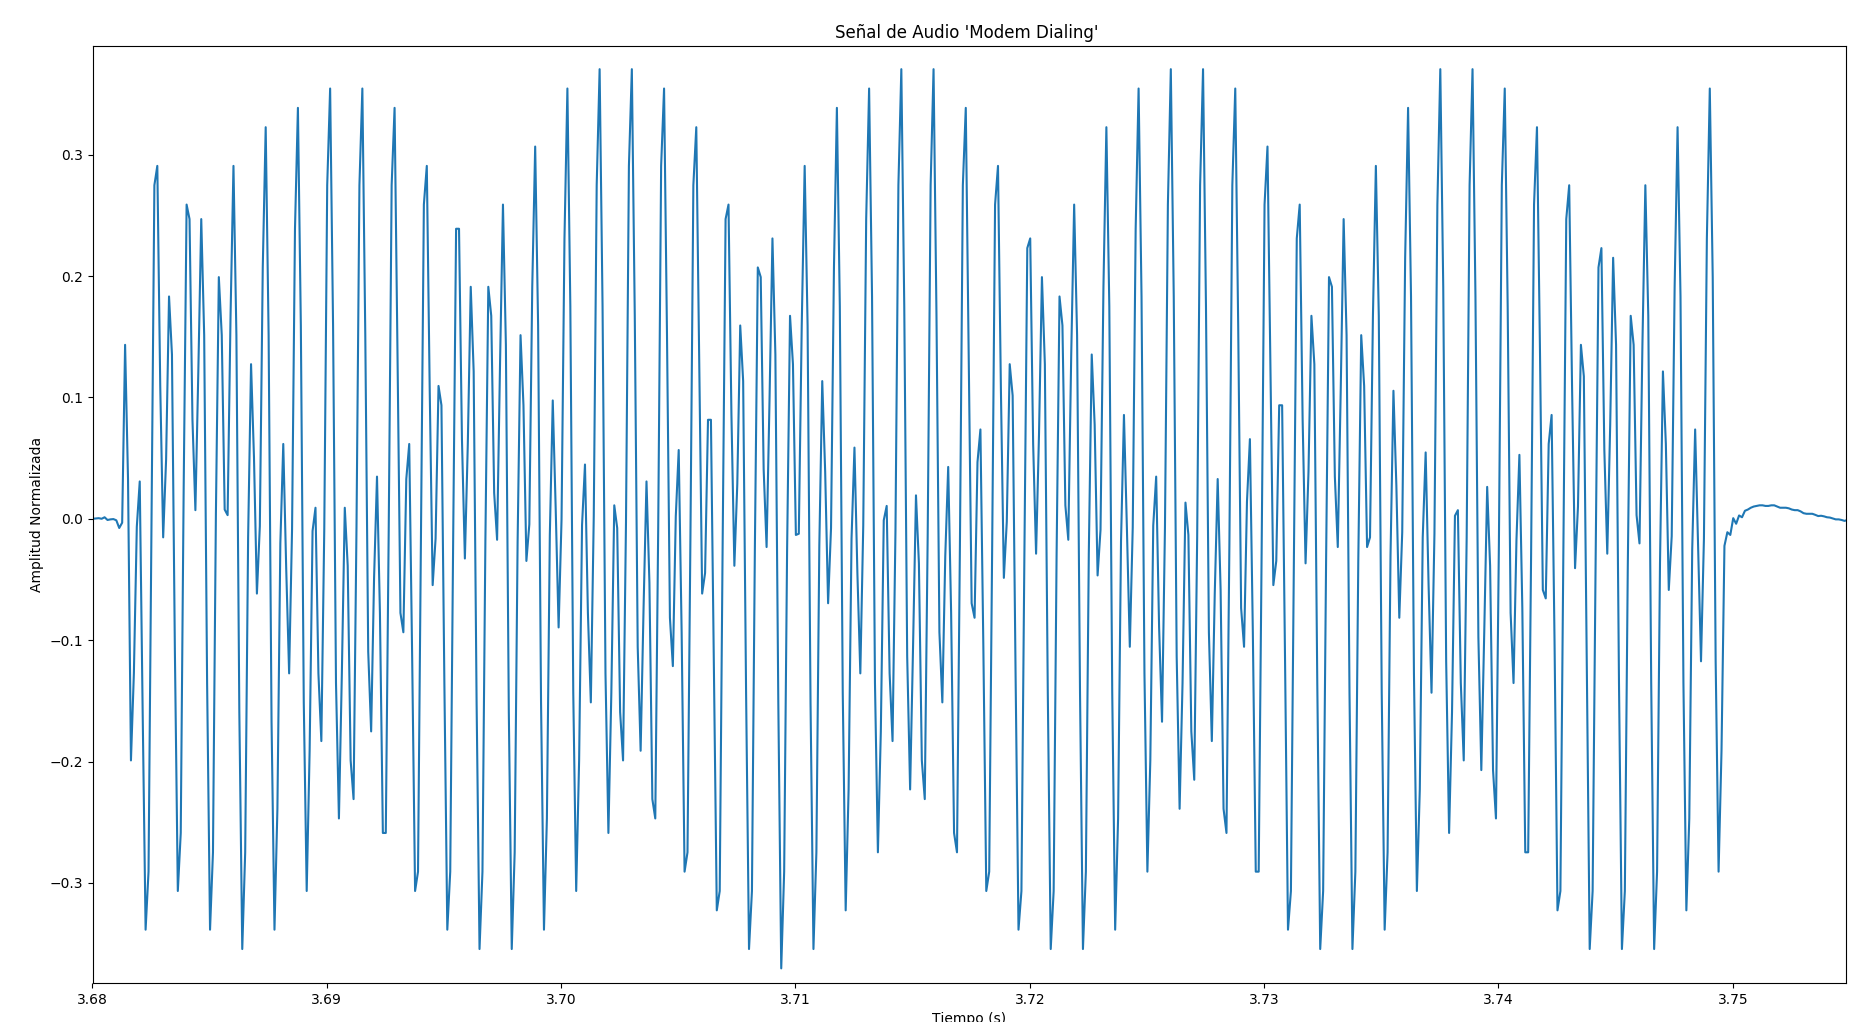 Señal de Audio 'Modem Dialing'
Amplitud Normalizada
0.3
0.2
0.1
0.0
−0.1
−0.2
−0.3
3.68 3.69 3.70 3.71 3.72 3.73 3.74 3.75
Tiempo (s)